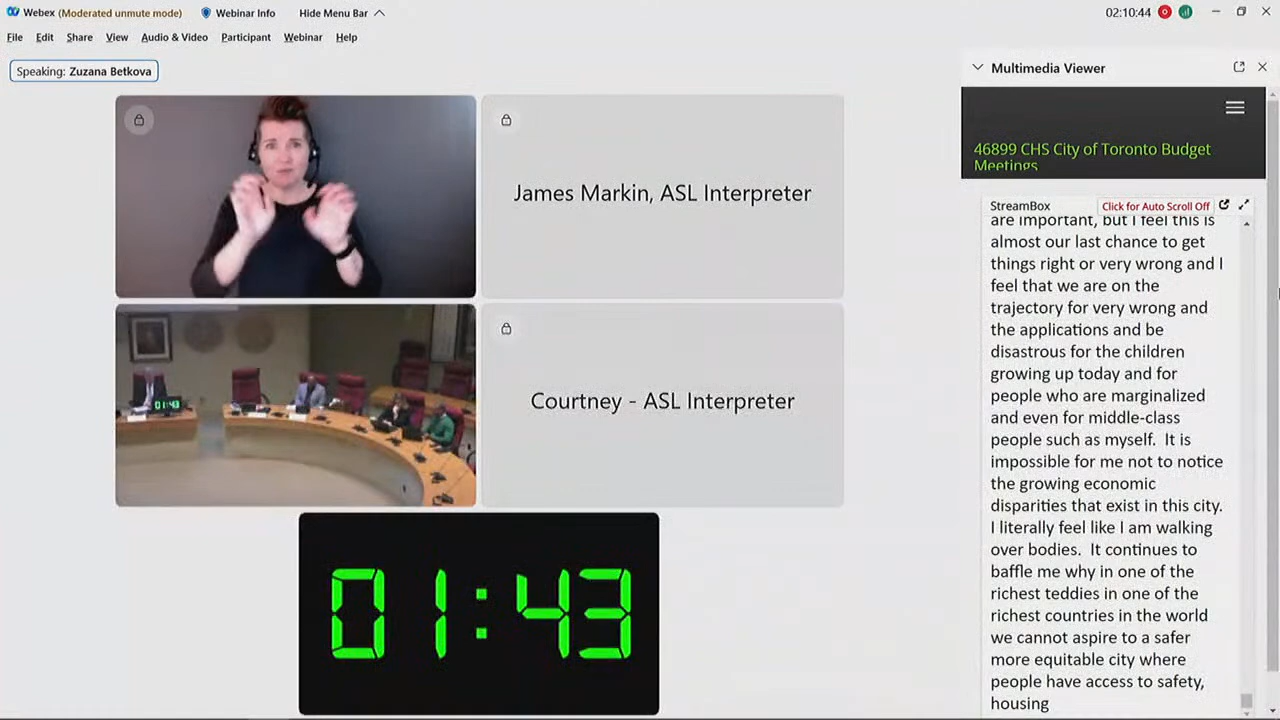 Webex (Moderated unmute mode) Webinar Info Hide Menu Bar 02:10:44
File Edit Share View Audio & Video Participant Webinar Help
Speaking: Zuzana Betkova
James Markin, ASL Interpreter
01:43
Courtney - ASL Interpreter
01:43
Multimedia Viewer
46899 CHS City of Toronto Budget
Meetings
StreamBox Click for Auto Scroll Off
are important, but I feel this is
almost our last chance to get
things right or very wrong and I
feel that we are on the
trajectory for very wrong and
the applications and be
disastrous for the children
growing up today and for
people who are marginalized
and even for middle-class
people such as myself. It is
impossible for me not to notice
the growing economic
disparities that exist in this city.
I literally feel like I am walking
over bodies. It continues to
baffle me why in one of the
richest teddies in one of the
richest countries in the world
we cannot aspire to a safer
more equitable city where
people have access to safety,
housing